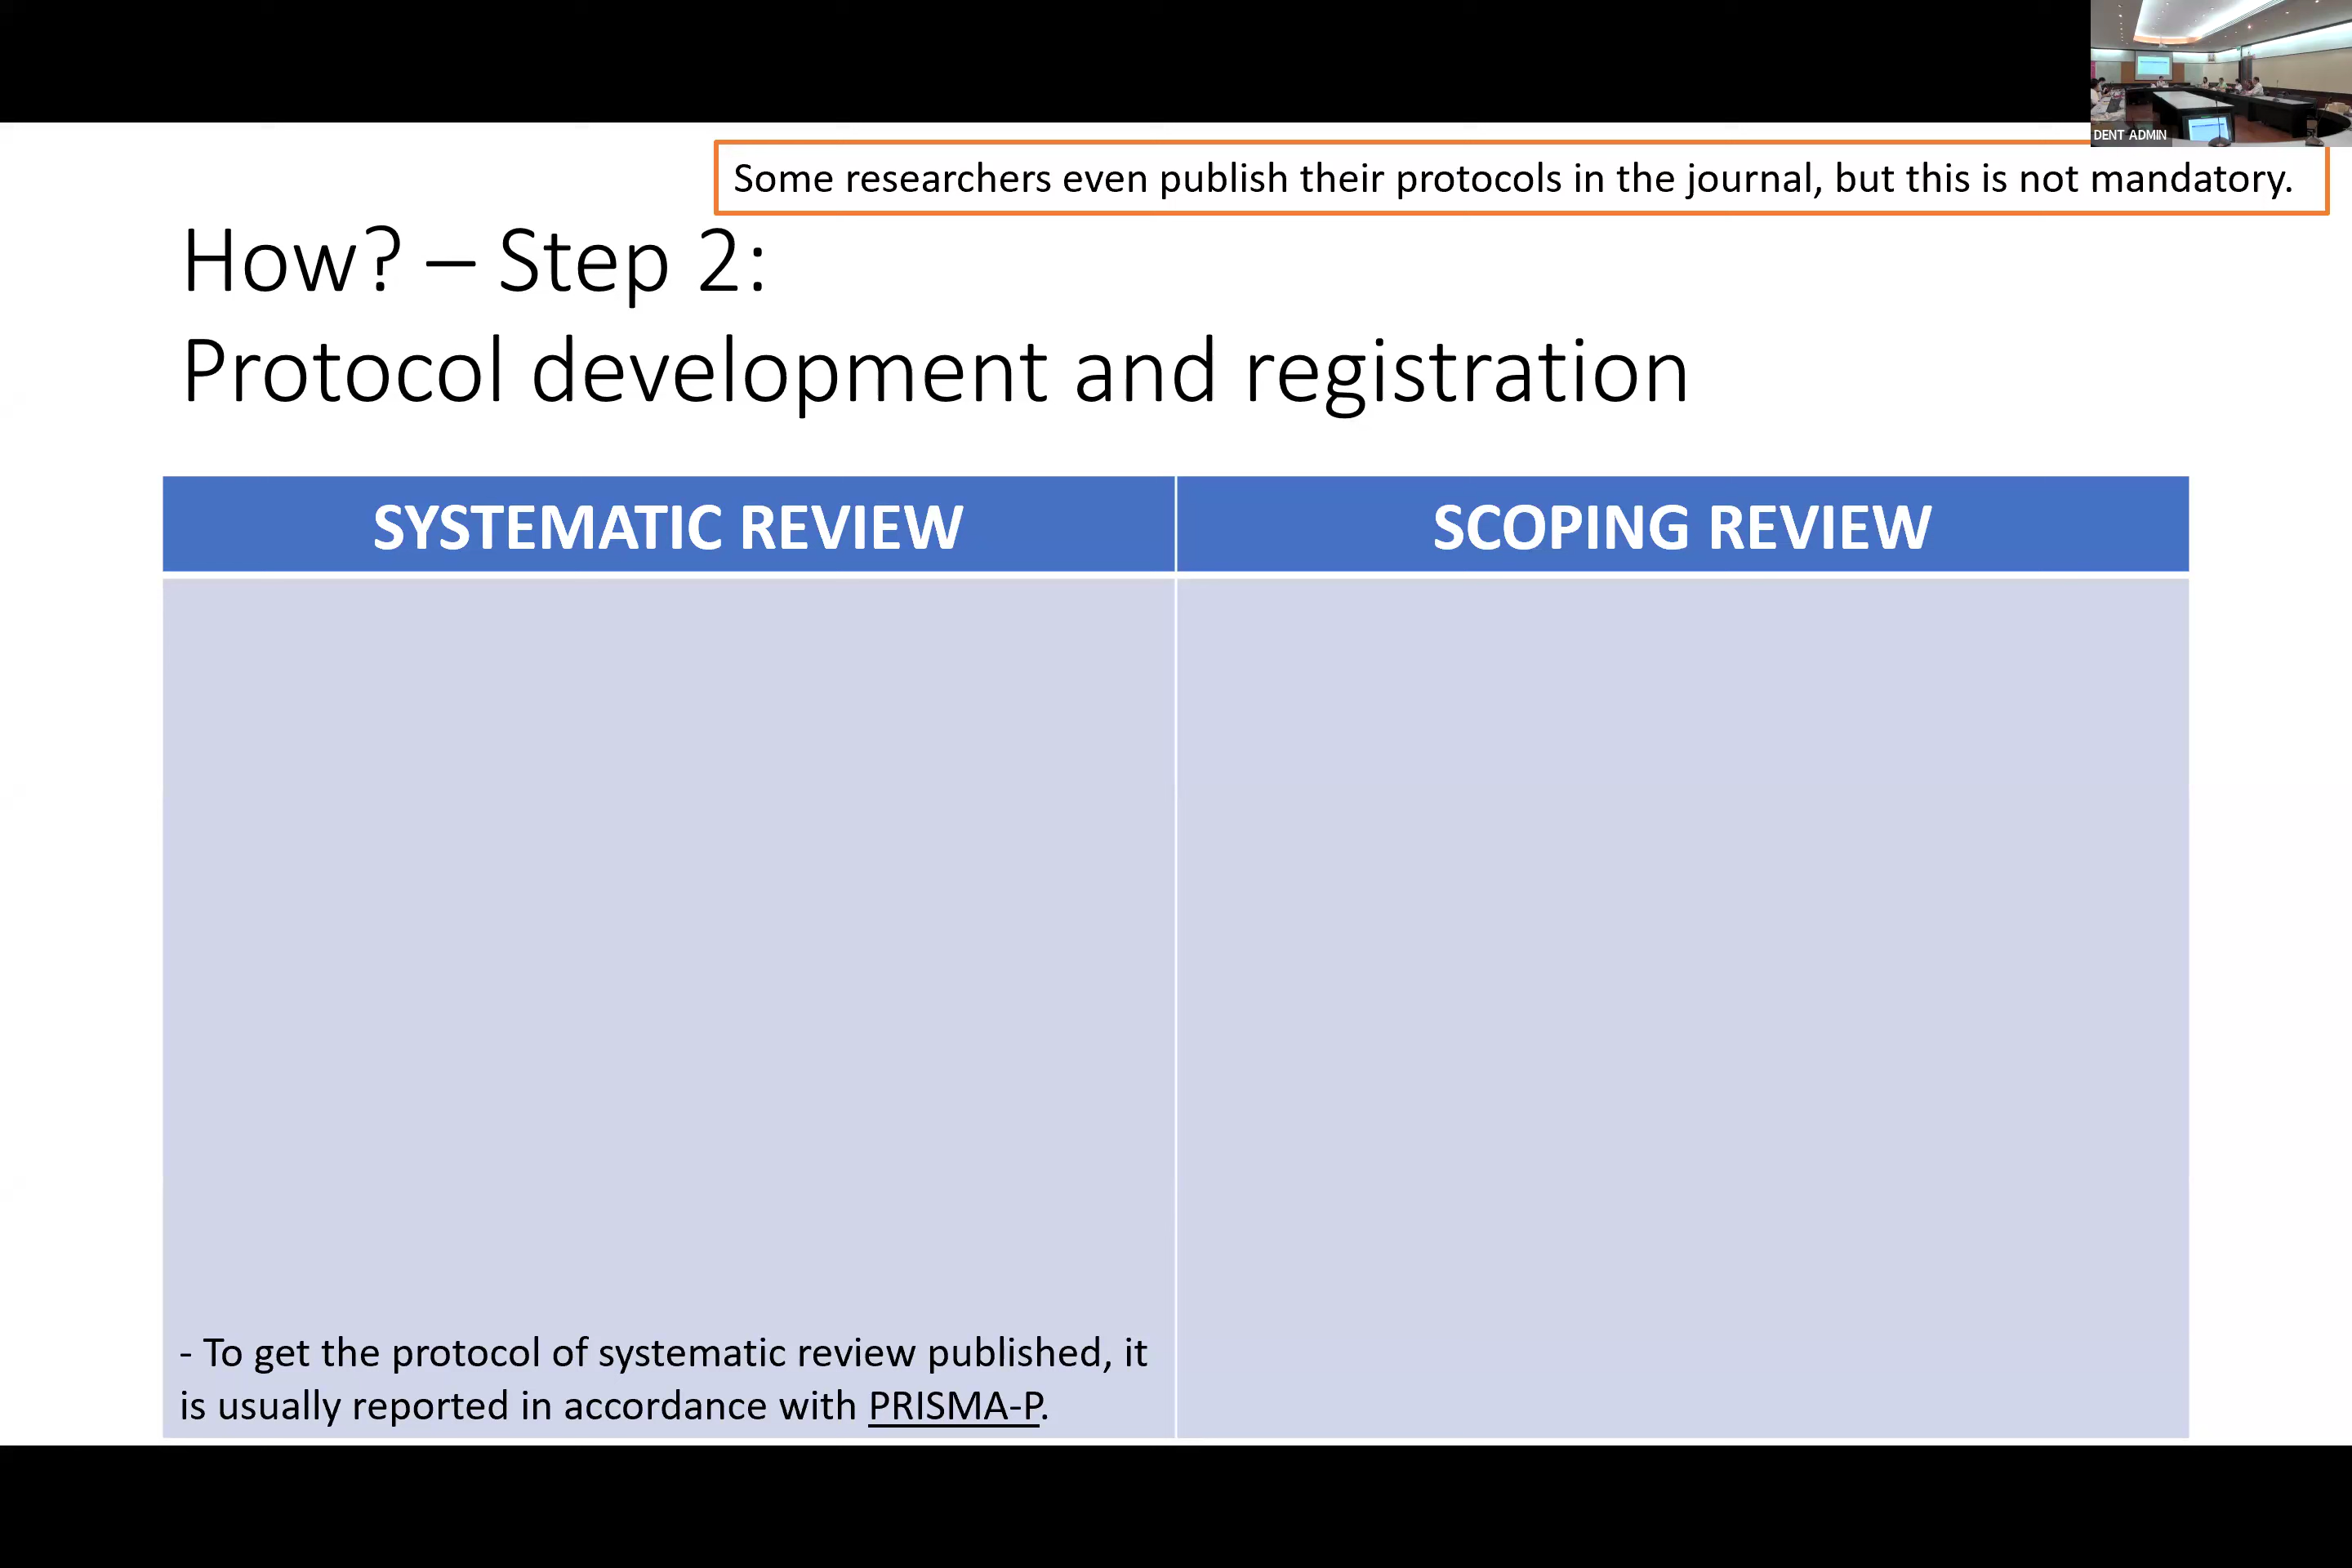 DENT ADMIN
Some researchers even publish their protocols in the journal, but this is not mandatory.
How? – Step 2:
Protocol development and registration
SYSTEMATIC REVIEW
SCOPING REVIEW
- To get the protocol of systematic review published, it
is usually reported in accordance with PRISMA-P.